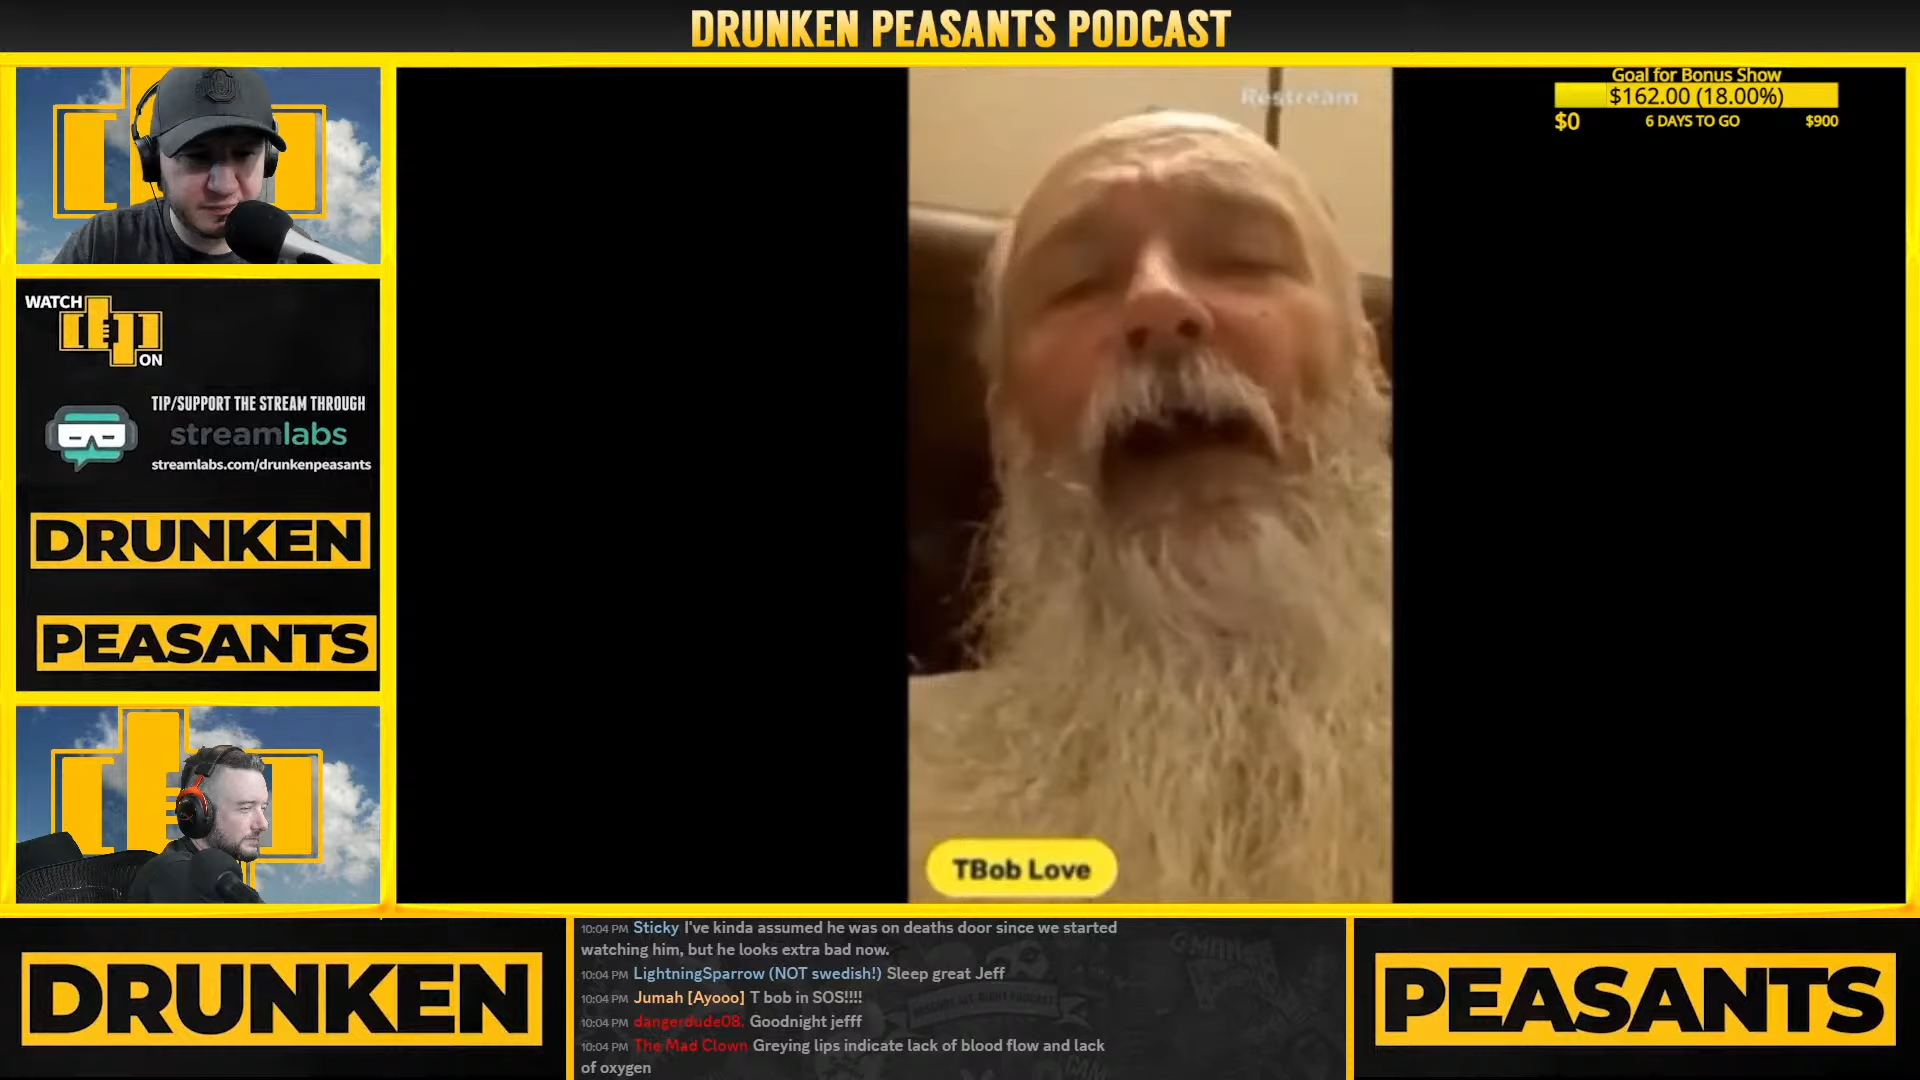 DRUNKEN PEASANTS PODCAST
Restream
Goal for Bonus Show
$162.00 (18.00%)
$0 6 DAYS TO GO $900
WATCH
ON
TIP/SUPPORT THE STREAM THROUGH
streamlabs
streamlabs.com/drunkenpeasants
DRUNKEN
PEASANTS
TBob Love
DRUNKEN
10:04 PM Sticky I've kinda assumed he was on deaths door since we started
watching him, but he looks extra bad now.
10:04 PM LightningSparrow (NOT swedish!) Sleep great Jeff
10:04 PM Jumah [Ayooo] T bob in SOS!!!!
10:04 PM dangerdude08. Goodnight jefff
10:04 PM The Mad Clown Greying lips indicate lack of blood flow and lack
of oxygen
PEASANTS